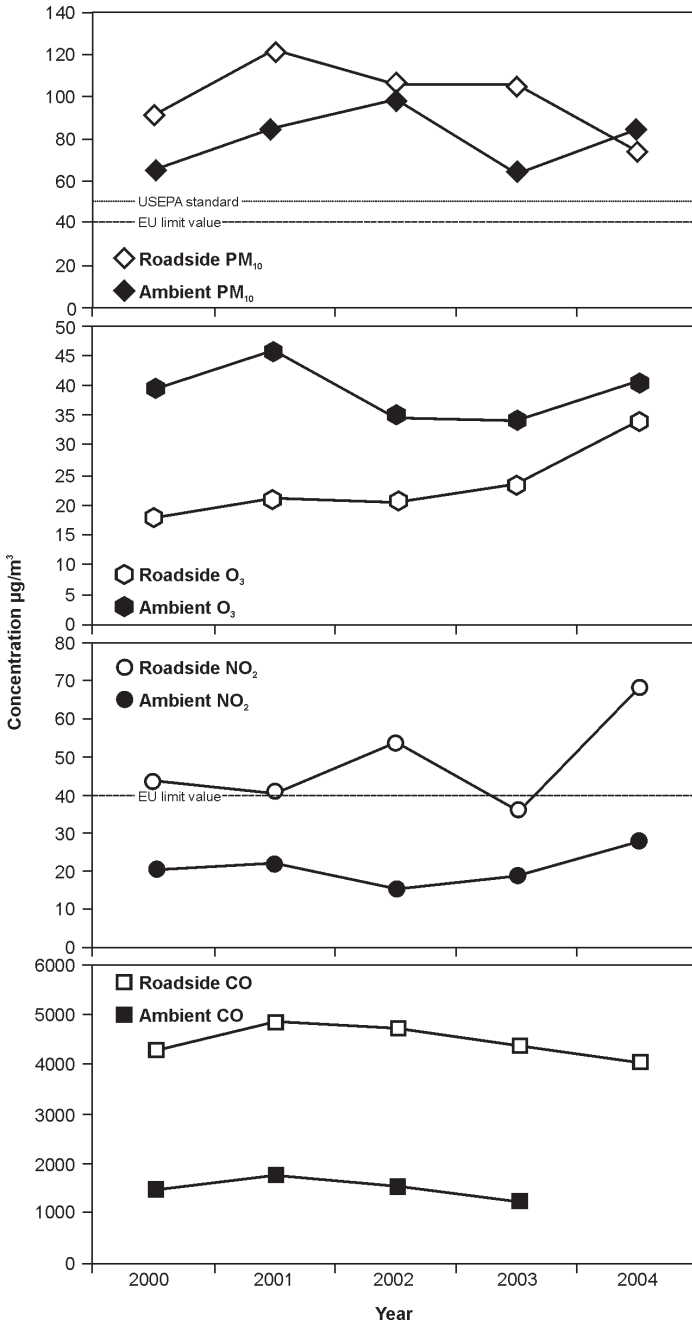 140
120
100
80
60
40
20
0
USEPA standard
EU limit value
Roadside PM₁₀
Ambient PM₁₀
50
45
40
35
30
25
20
15
10
5
0
Roadside O₃
Ambient O₃
Concentration µg/m³
80
70
60
50
40
30
20
10
0
Roadside NO₂
Ambient NO₂
EU limit value
6000
5000
4000
3000
2000
1000
0
Roadside CO
Ambient CO
2000 2001 2002 2003 2004
Year